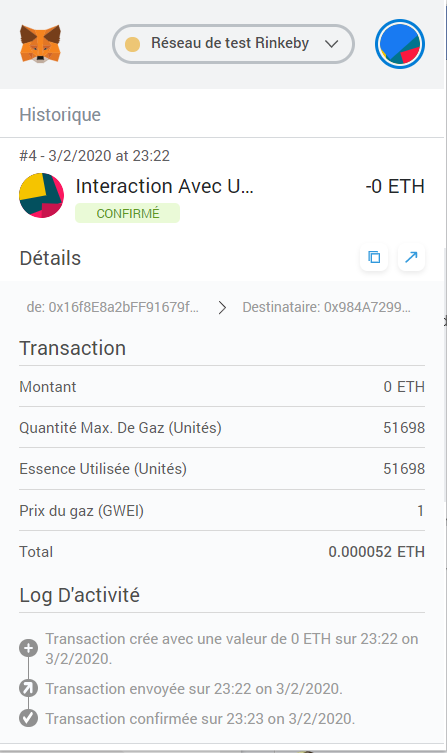 Réseau de test Rinkeby
Historique
#4 - 3/2/2020 at 23:22
Interaction Avec U... -0 ETH
CONFIRMÉ
Détails
de: 0x16f8E8a2bFF91679f... Destinataire: 0x984A7299...
Transaction
Montant 0 ETH
Quantité Max. De Gaz (Unités) 51698
Essence Utilisée (Unités) 51698
Prix du gaz (GWEI) 1
Total 0.000052 ETH
Log D'activité
Transaction crée avec une valeur de 0 ETH sur 23:22 on
3/2/2020.
Transaction envoyée sur 23:22 on 3/2/2020.
Transaction confirmée sur 23:23 on 3/2/2020.